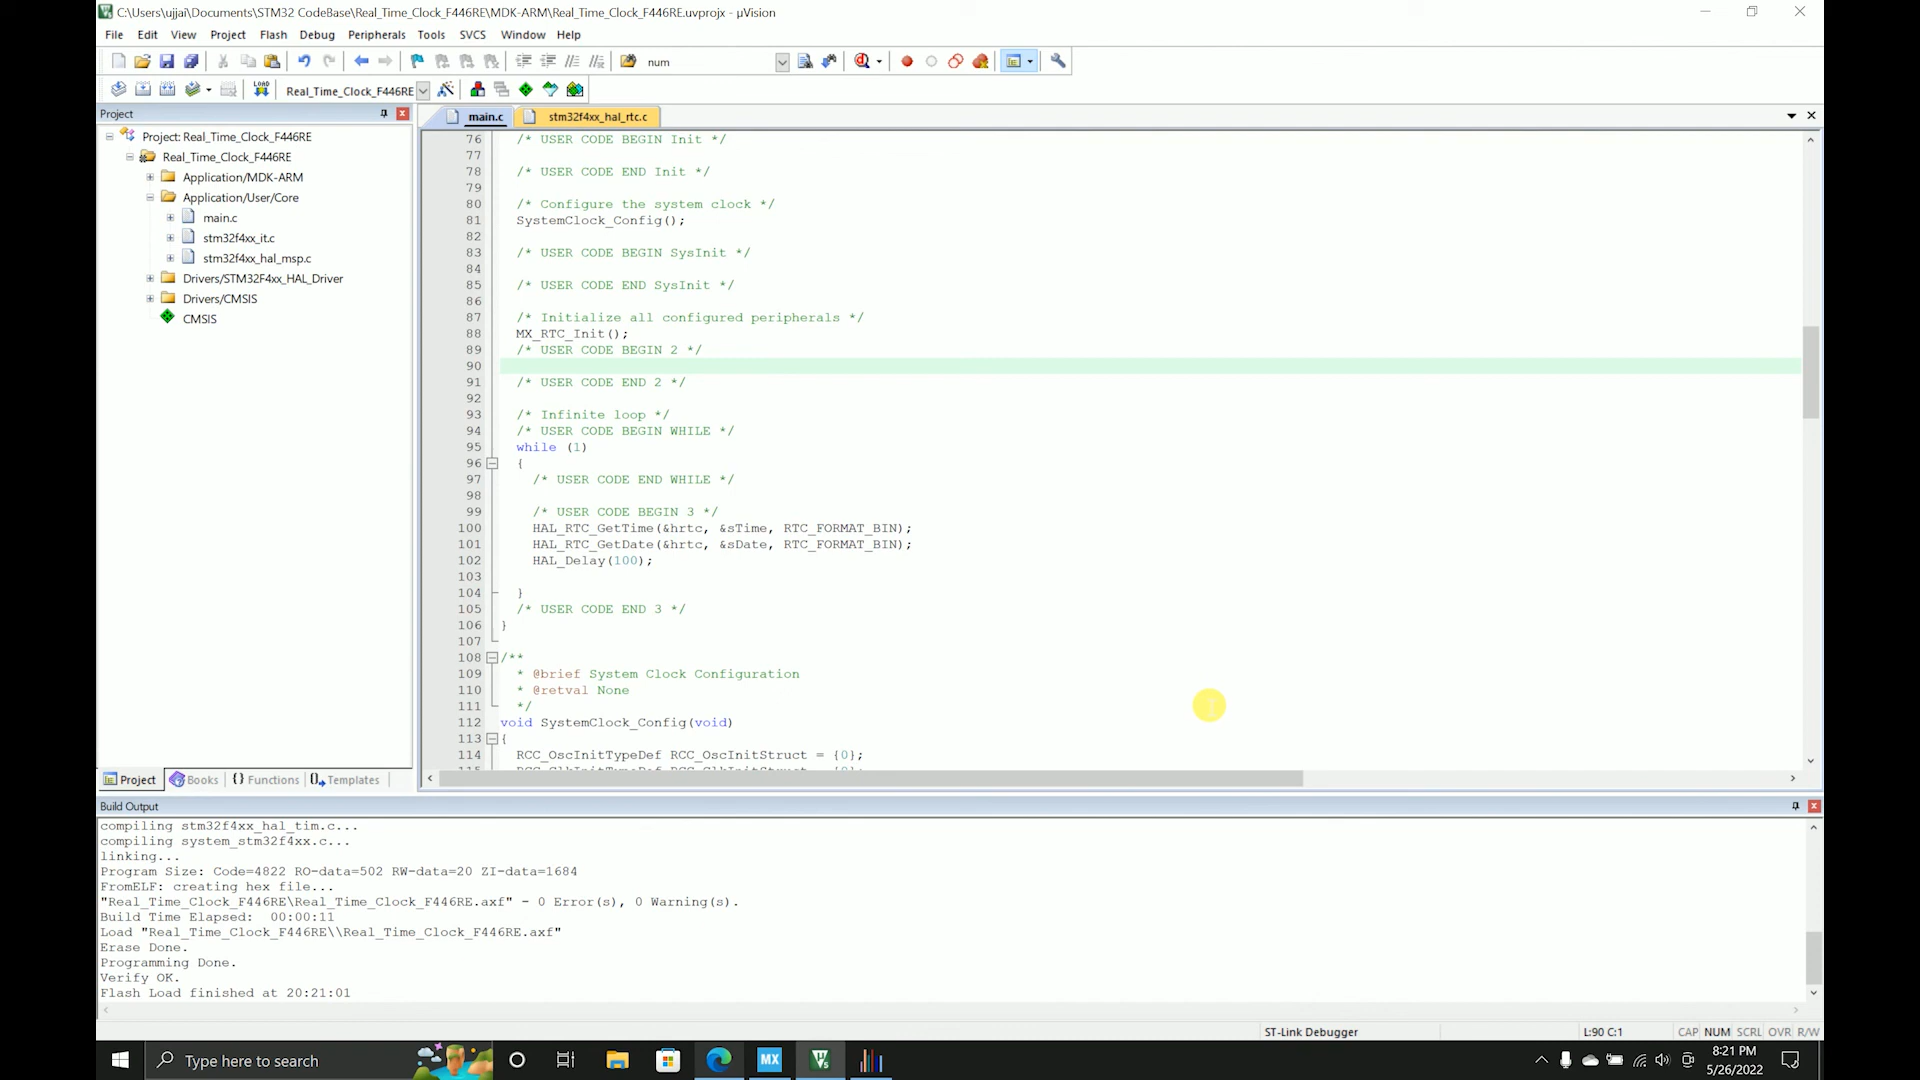 C:\Users\ujjai\Documents\STM32 CodeBase\Real_Time_Clock_F446RE\MDK-ARM\Real_Time_Clock_F446RE.uvprojx - µVision
File Edit View Project Flash Debug Peripherals Tools SVCS Window Help
num
LOAD Real_Time_Clock_F446RE
Project
Project: Real_Time_Clock_F446RE
Real_Time_Clock_F446RE
Application/MDK-ARM
Application/User/Core
main.c
stm32f4xx_it.c
stm32f4xx_hal_msp.c
Drivers/STM32F4xx_HAL_Driver
Drivers/CMSIS
CMSIS
Project Books {} Functions Templates
main.c stm32f4xx_hal_rtc.c
76 /* USER CODE BEGIN Init */
77
78 /* USER CODE END Init */
79
80 /* Configure the system clock */
81 SystemClock_Config();
82
83 /* USER CODE BEGIN SysInit */
84
85 /* USER CODE END SysInit */
86
87 /* Initialize all configured peripherals */
88 MX_RTC_Init();
89 /* USER CODE BEGIN 2 */
90
91 /* USER CODE END 2 */
92
93 /* Infinite loop */
94 /* USER CODE BEGIN WHILE */
95 while (1)
96 {
97 /* USER CODE END WHILE */
98
99 /* USER CODE BEGIN 3 */
100 HAL_RTC_GetTime(&hrtc, &sTime, RTC_FORMAT_BIN);
101 HAL_RTC_GetDate(&hrtc, &sDate, RTC_FORMAT_BIN);
102 HAL_Delay(100);
103
104 }
105 /* USER CODE END 3 */
106 }
107
108 /**
109 * @brief System Clock Configuration
110 * @retval None
111 */
112 void SystemClock_Config(void)
113 {
114 RCC_OscInitTypeDef RCC_OscInitStruct = {0};
Build Output
compiling stm32f4xx_hal_tim.c...
compiling system_stm32f4xx.c...
linking...
Program Size: Code=4822 RO-data=502 RW-data=20 ZI-data=1684
FromELF: creating hex file...
"Real_Time_Clock_F446RE\Real_Time_Clock_F446RE.axf" - 0 Error(s), 0 Warning(s).
Build Time Elapsed: 00:00:11
Load "Real_Time_Clock_F446RE\\Real_Time_Clock_F446RE.axf"
Erase Done.
Programming Done.
Verify OK.
Flash Load finished at 20:21:01
ST-Link Debugger L:90 C:1 CAP NUM SCRL OVR R/W
Type here to search
MX
8:21 PM
5/26/2022